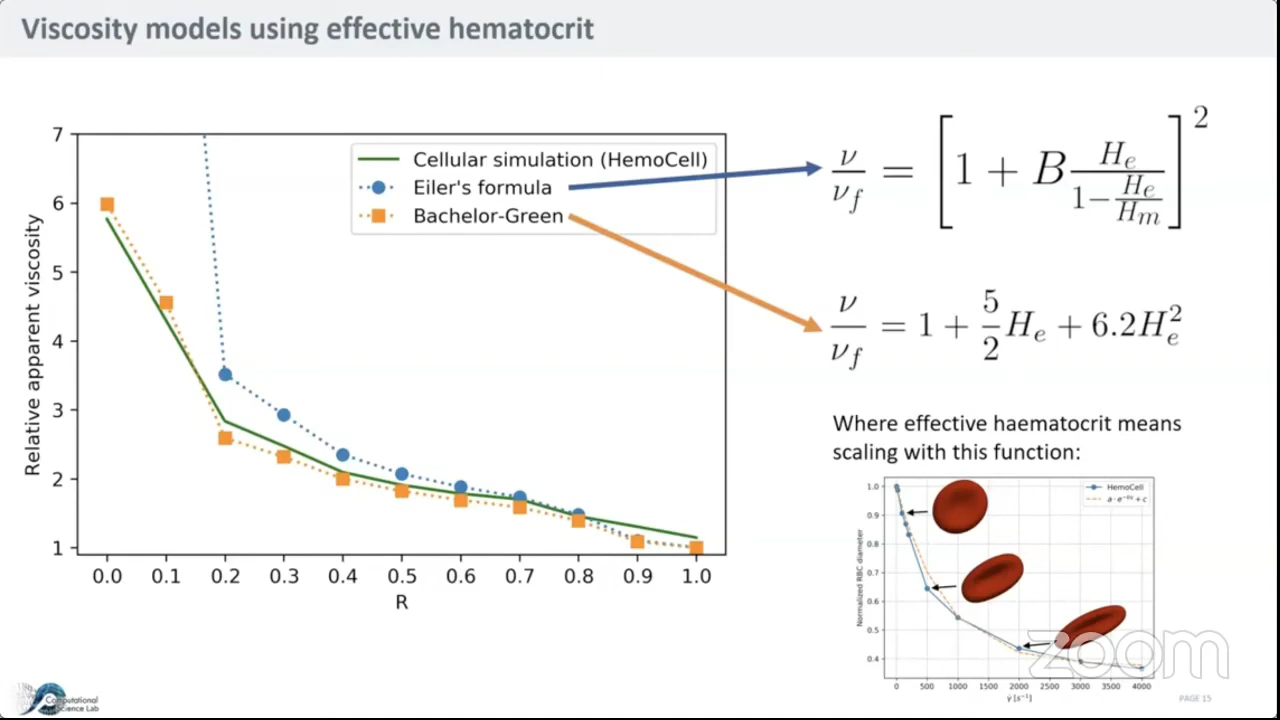 Viscosity models using effective hematocrit
7
6
5
4
3
2
1
Relative apparent viscosity
0.0 0.1 0.2 0.3 0.4 0.5 0.6 0.7 0.8 0.9 1.0
R
Cellular simulation (HemoCell)
Eiler's formula
Bachelor-Green
ν/ν_f = [1 + B H_e/(1 − H_e/H_m)]^2
ν/ν_f = 1 + 5/2 H_e + 6.2H_e^2
Where effective haematocrit means
scaling with this function:
1.0
0.9
0.8
0.7
0.6
0.5
0.4
Normalized RBC diameter
HemoCell
a · e^{-bx} + c
0 500 1000 1500 2000 2500 3000 3500 4000
γ̇ [s⁻¹]
zoom
Computational
Science Lab
PAGE 15